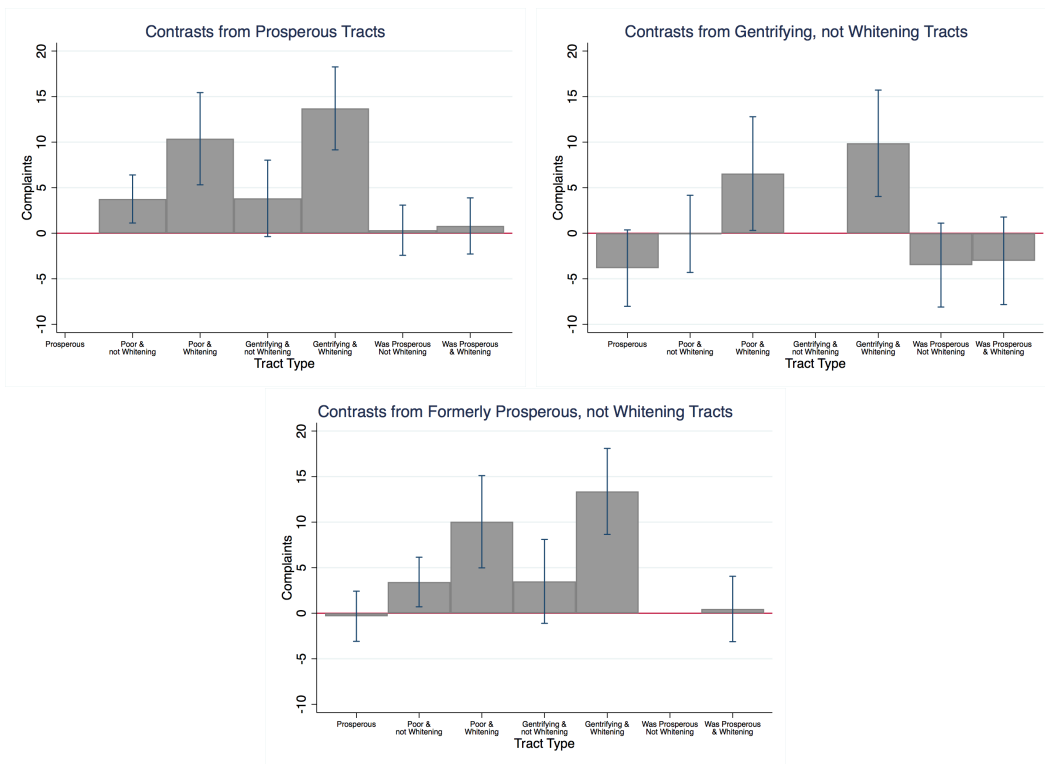 Contrasts from Prosperous Tracts
Complaints
20
15
10
5
0
-5
-10
Prosperous
Poor &
not Whitening
Poor &
Whitening
Gentrifying &
not Whitening
Gentrifying &
Whitening
Was Prosperous
Not Whitening
Was Prosperous
& Whitening
Tract Type
Contrasts from Gentrifying, not Whitening Tracts
Complaints
20
15
10
5
0
-5
-10
Prosperous
Poor &
not Whitening
Poor &
Whitening
Gentrifying &
not Whitening
Gentrifying &
Whitening
Was Prosperous
Not Whitening
Was Prosperous
& Whitening
Tract Type
Contrasts from Formerly Prosperous, not Whitening Tracts
Complaints
20
15
10
5
0
-5
-10
Prosperous
Poor &
not Whitening
Poor &
Whitening
Gentrifying &
not Whitening
Gentrifying &
Whitening
Was Prosperous
Not Whitening
Was Prosperous
& Whitening
Tract Type